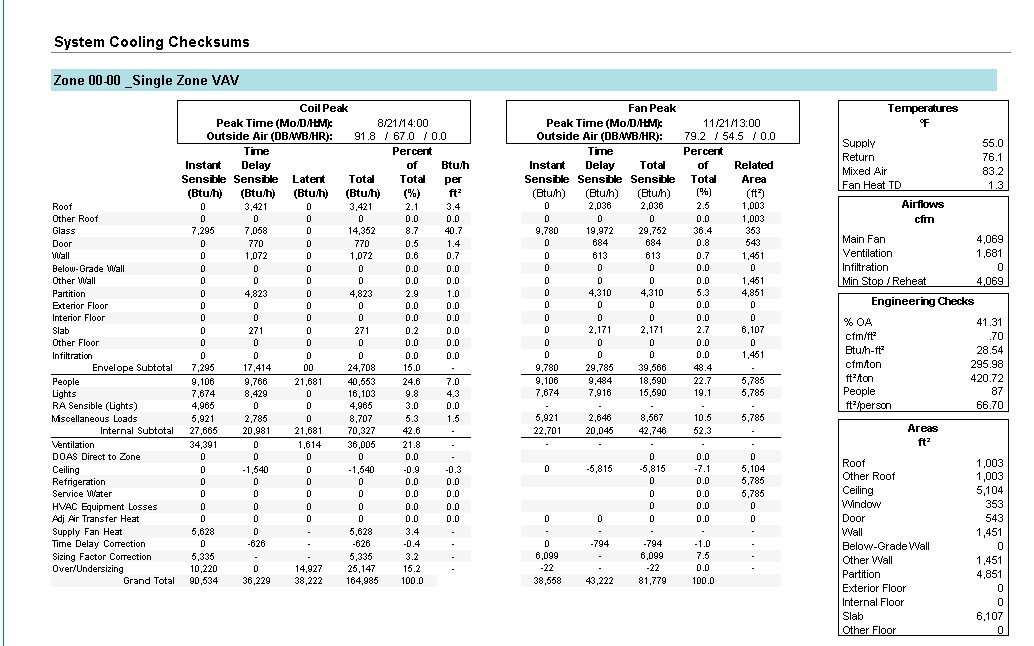 System Cooling Checksums
Zone 00-00 _Single Zone VAV
Coil Peak
Peak Time (Mo/D/H:M): 8/21/14:00
Outside Air (DB/WB/HR): 91.8 / 67.0 / 0.0
Time Percent
Instant Delay of Btu/h
Sensible Sensible Latent Total Total per
(Btu/h) (Btu/h) (Btu/h) (Btu/h) (%) ft²
Roof 0 3,421 0 3,421 2.1 3.4
Other Roof 0 0 0 0 0.0 0.0
Glass 7,295 7,058 0 14,352 8.7 40.7
Door 0 770 0 770 0.5 1.4
Wall 0 1,072 0 1,072 0.6 0.7
Below-Grade Wall 0 0 0 0 0.0 0.0
Other Wall 0 0 0 0 0.0 0.0
Partition 0 4,823 0 4,823 2.9 1.0
Exterior Floor 0 0 0 0 0.0 0.0
Interior Floor 0 0 0 0 0.0 0.0
Slab 0 271 0 271 0.2 0.0
Other Floor 0 0 0 0 0.0 0.0
Infiltration 0 0 0 0 0.0 0.0
Envelope Subtotal 7,295 17,414 00 24,708 15.0 -
People 9,106 9,766 21,681 40,553 24.6 7.0
Lights 7,674 8,429 0 16,103 9.8 4.3
RA Sensible (Lights) 4,965 0 0 4,965 3.0 0.0
Miscellaneous Loads 5,921 2,785 0 8,707 5.3 1.5
Internal Subtotal 27,665 20,981 21,681 70,327 42.6 -
Ventilation 34,391 0 1,614 36,005 21.8 -
DOAS Direct to Zone 0 0 0 0 0.0 -
Ceiling 0 -1,540 0 -1,540 -0.9 -0.3
Refrigeration 0 0 0 0 0.0 0.0
Service Water 0 0 0 0 0.0 0.0
HVAC Equipment Losses 0 0 0 0 0.0 0.0
Adj Air Transfer Heat 0 0 0 0 0.0 0.0
Supply Fan Heat 5,628 0 - 5,628 3.4 -
Time Delay Correction 0 -626 - -626 -0.4 -
Sizing Factor Correction 5,335 - - 5,335 3.2 -
Over/Undersizing 10,220 0 14,927 25,147 15.2 -
Grand Total 90,534 36,229 38,222 164,985 100.0
Fan Peak
Peak Time (Mo/D/H:M): 11/21/13:00
Outside Air (DB/WB/HR): 79.2 / 54.5 / 0.0
Time Percent
Instant Delay Total of Related
Sensible Sensible Sensible Total Area
(Btu/h) (Btu/h) (Btu/h) (%) (ft²)
0 2,036 2,036 2.5 1,003
0 0 0 0.0 1,003
9,780 19,972 29,752 36.4 353
0 684 684 0.8 543
0 613 613 0.7 1,451
0 0 0 0.0 0
0 0 0 0.0 1,451
0 4,310 4,310 5.3 4,851
0 0 0 0.0 0
0 0 0 0.0 0
0 2,171 2,171 2.7 6,107
0 0 0 0.0 0
0 0 0 0.0 1,451
9,780 29,785 39,566 48.4 -
9,106 9,484 18,590 22.7 5,785
7,674 7,916 15,590 19.1 5,785
- - - - -
5,921 2,646 8,567 10.5 5,785
22,701 20,045 42,746 52.3 -
- - - - -
0 0.0 0
0 -5,815 -5,815 -7.1 5,104
0 0.0 5,785
0 0.0 5,785
0 0.0 0
0 0 0 0.0 0
- - - - -
0 -794 -794 -1.0 -
6,099 - 6,099 7.5 -
-22 - -22 0.0 -
38,558 43,222 81,779 100.0
Temperatures
°F
Supply 55.0
Return 76.1
Mixed Air 83.2
Fan Heat TD 1.3
Airflows
cfm
Main Fan 4,069
Ventilation 1,681
Infiltration 0
Min Stop / Reheat 4,069
Engineering Checks
% OA 41.31
cfm/ft² .70
Btu/h-ft² 28.54
cfm/ton 295.98
ft²/ton 420.72
People 87
ft²/person 66.70
Areas
ft²
Roof 1,003
Other Roof 1,003
Ceiling 5,104
Window 353
Door 543
Wall 1,451
Below-Grade Wall 0
Other Wall 1,451
Partition 4,851
Exterior Floor 0
Internal Floor 0
Slab 6,107
Other Floor 0